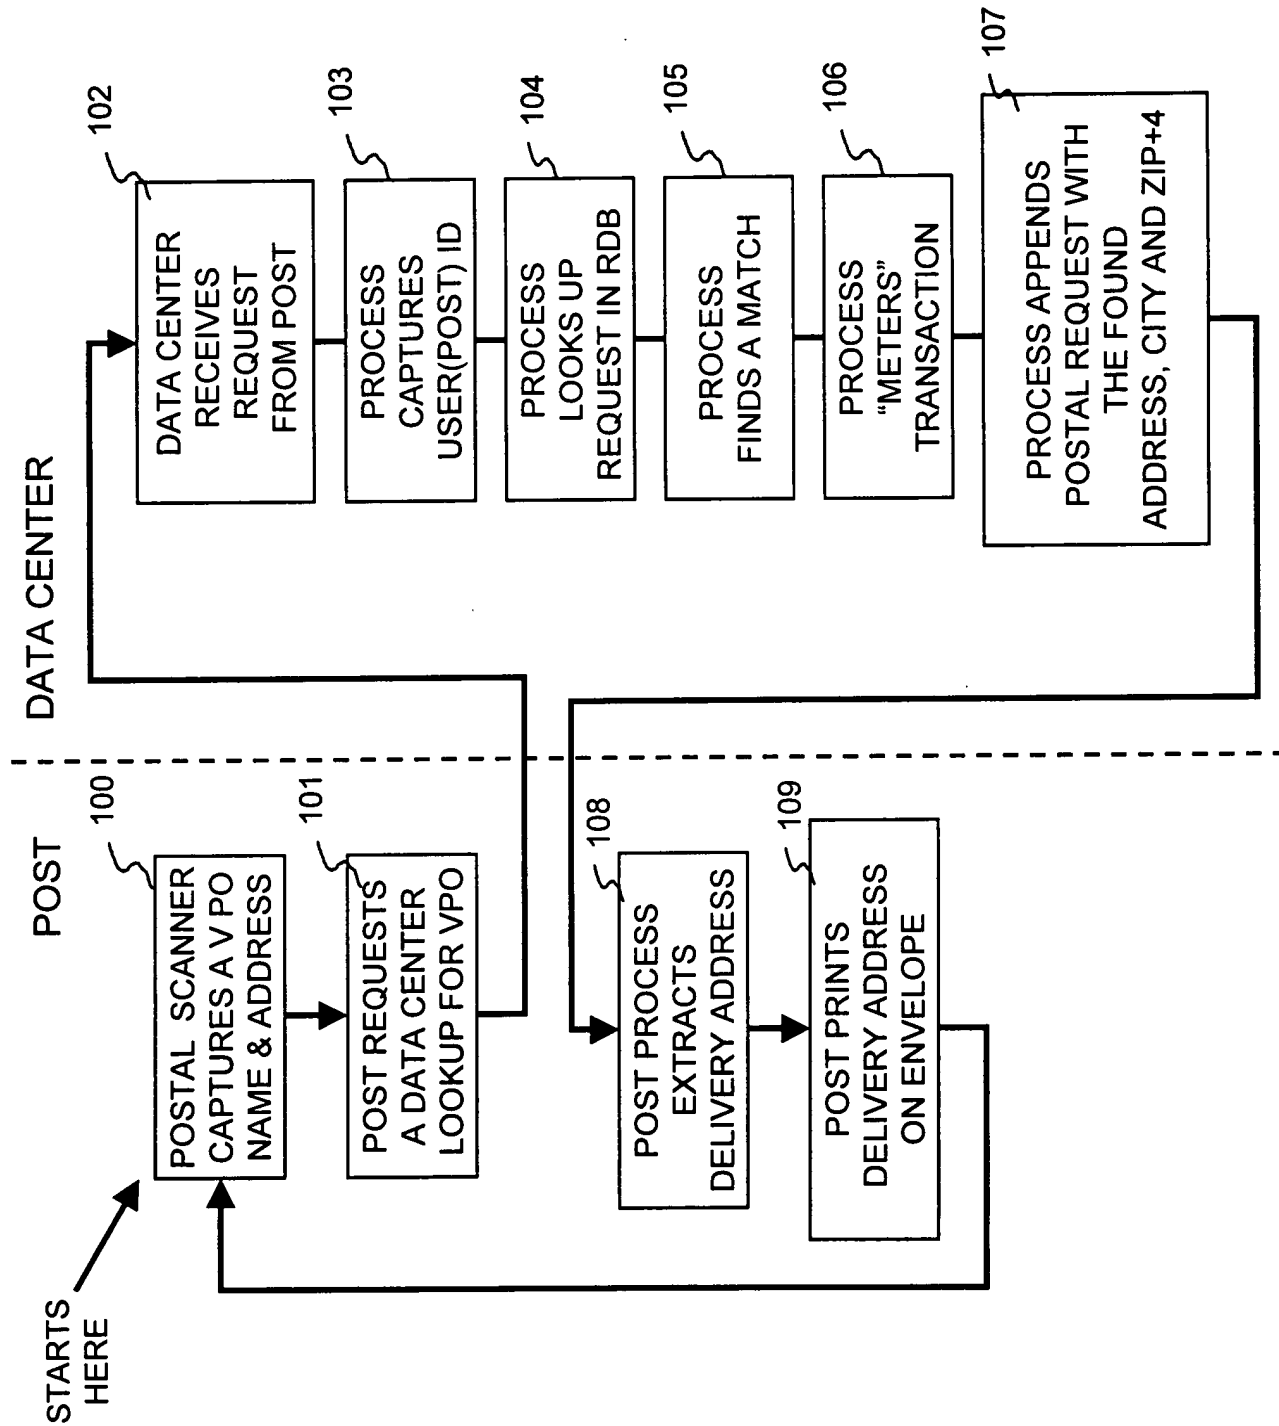 STARTS
HERE
POST
100
POSTAL SCANNER
CAPTURES A V PO
NAME & ADDRESS
101
POST REQUESTS
A DATA CENTER
LOOKUP FOR VPO
DATA CENTER
102
DATA CENTER
RECEIVES
REQUEST
FROM POST
103
PROCESS
CAPTURES
USER(POST) ID
104
PROCESS
LOOKS UP
REQUEST IN RDB
105
PROCESS
FINDS A MATCH
106
PROCESS
“METERS”
TRANSACTION
107
PROCESS APPENDS
POSTAL REQUEST WITH
THE FOUND
ADDRESS, CITY AND ZIP+4
108
POST PROCESS
EXTRACTS
DELIVERY ADDRESS
109
POST PRINTS
DELIVERY ADDRESS
ON ENVELOPE